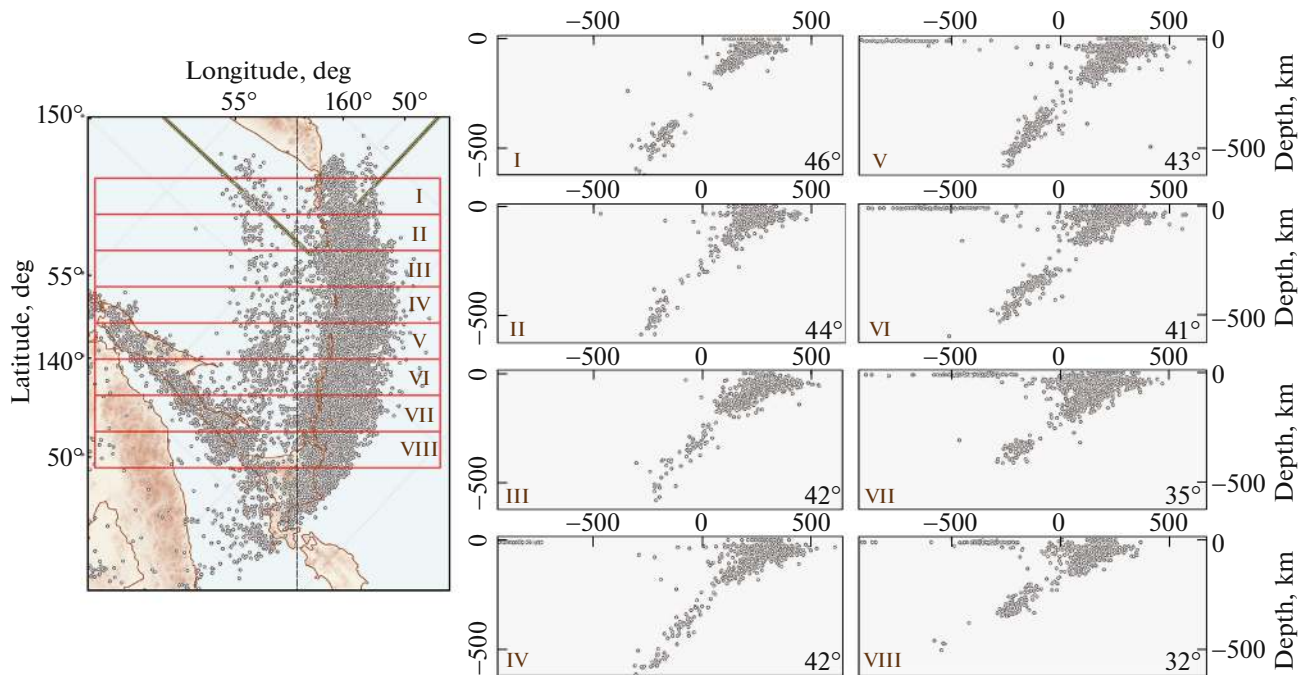 Longitude, deg
55° 160° 50°
150°
55°
140°
50°
Latitude, deg
I
II
III
IV
V
VI
VII
VIII
−500 0 500
0
−500
I
46°
−500 0 500
0
−500
Depth, km
V
43°
−500 0 500
0
−500
II
44°
−500 0 500
0
−500
Depth, km
VI
41°
−500 0 500
0
−500
III
42°
−500 0 500
0
−500
Depth, km
VII
35°
−500 0 500
0
−500
IV
42°
−500 0 500
0
−500
Depth, km
VIII
32°